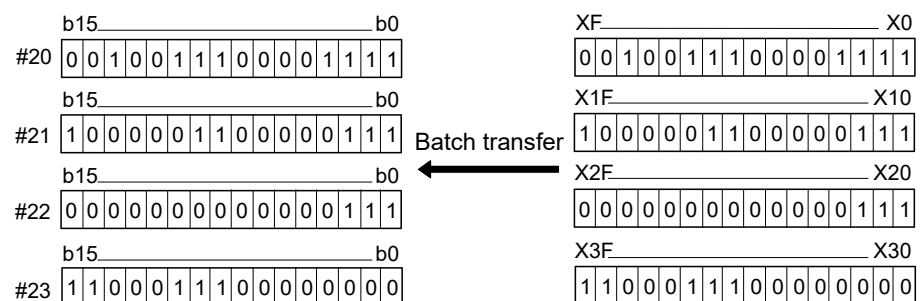 b15 b0 XF X0
#20 0 0 1 0 0 1 1 1 0 0 0 0 1 1 1 1 0 0 1 0 0 1 1 1 0 0 0 0 1 1 1 1
b15 b0 X1F X10
#21 1 0 0 0 0 0 1 1 0 0 0 0 0 1 1 1 Batch transfer 1 0 0 0 0 0 1 1 0 0 0 0 0 1 1 1
b15 b0 X2F X20
#22 0 0 0 0 0 0 0 0 0 0 0 0 0 1 1 1 0 0 0 0 0 0 0 0 0 0 0 0 0 1 1 1
b15 b0 X3F X30
#23 1 1 0 0 0 1 1 1 0 0 0 0 0 0 0 0 1 1 0 0 0 1 1 1 0 0 0 0 0 0 0 0